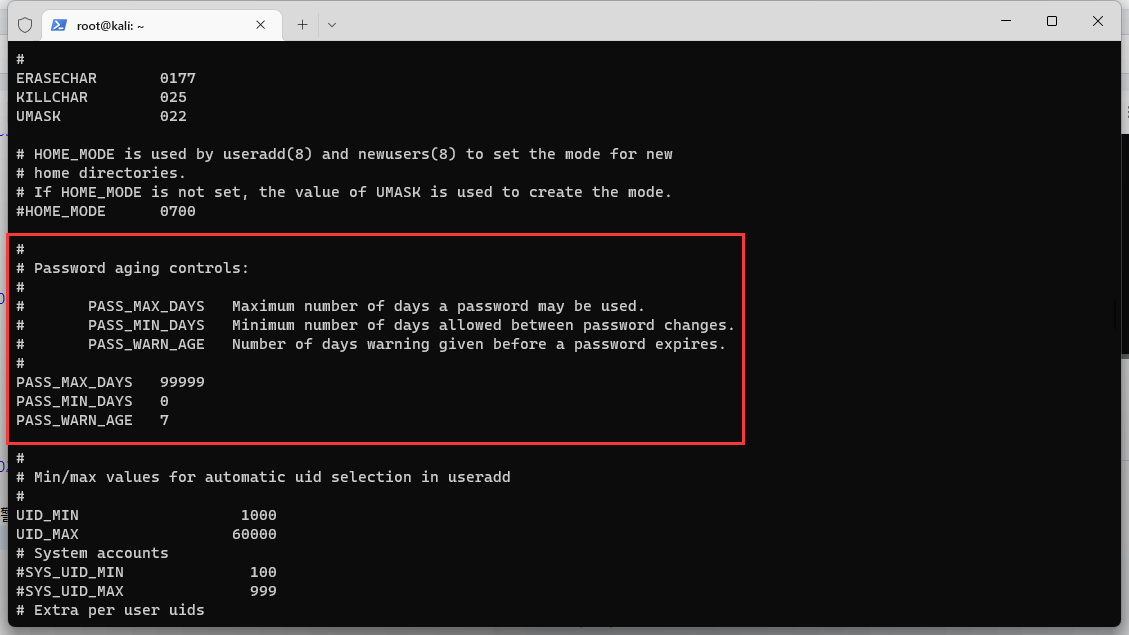 root@kali: ~
#
ERASECHAR       0177
KILLCHAR        025
UMASK           022
# HOME_MODE is used by useradd(8) and newusers(8) to set the mode for new
# home directories.
# If HOME_MODE is not set, the value of UMASK is used to create the mode.
#HOME_MODE      0700
#
# Password aging controls:
#
#       PASS_MAX_DAYS   Maximum number of days a password may be used.
#       PASS_MIN_DAYS   Minimum number of days allowed between password changes.
#       PASS_WARN_AGE   Number of days warning given before a password expires.
#
PASS_MAX_DAYS   99999
PASS_MIN_DAYS   0
PASS_WARN_AGE   7
#
# Min/max values for automatic uid selection in useradd
#
UID_MIN                  1000
UID_MAX                 60000
# System accounts
#SYS_UID_MIN              100
#SYS_UID_MAX              999
# Extra per user uids